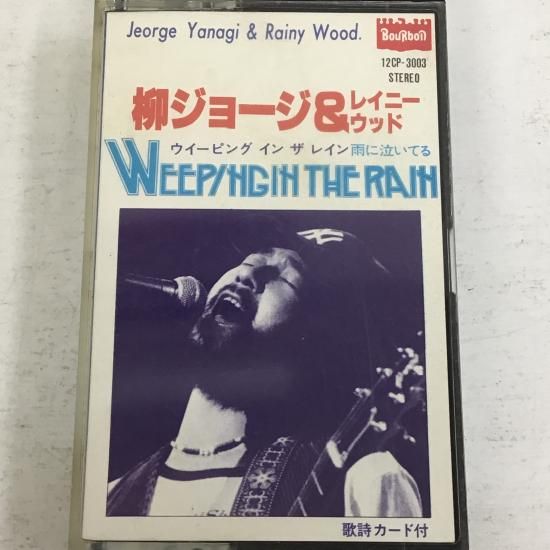 Jeorge Yanagi & Rainy Wood.
BouRbon
12CP-3003
STEREO
柳ジョージ&レイニーウッド
ウイーピング イン ザ レイン 雨に泣いてる
WEEPING IN THE RAIN
歌詩カード付